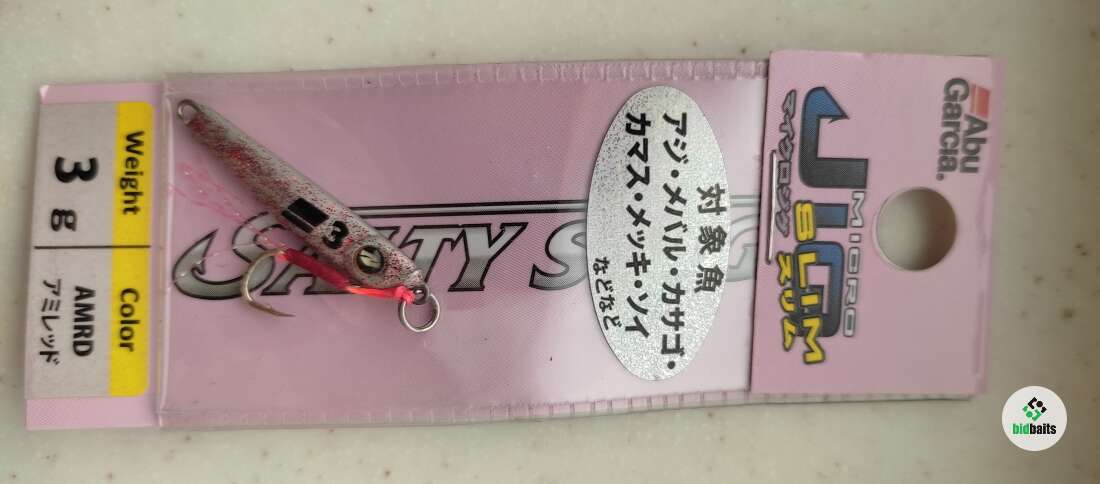 Abu
Garcia®
MICRO
JIG
SLIM
マイクロジグ
スリム
対象魚
アジ・メバル・カサゴ・
カマス・メッキ・ソイ
などなど
SALTY S
3
Weight
Color
3g
AMRD
アミレッド
bidbaits